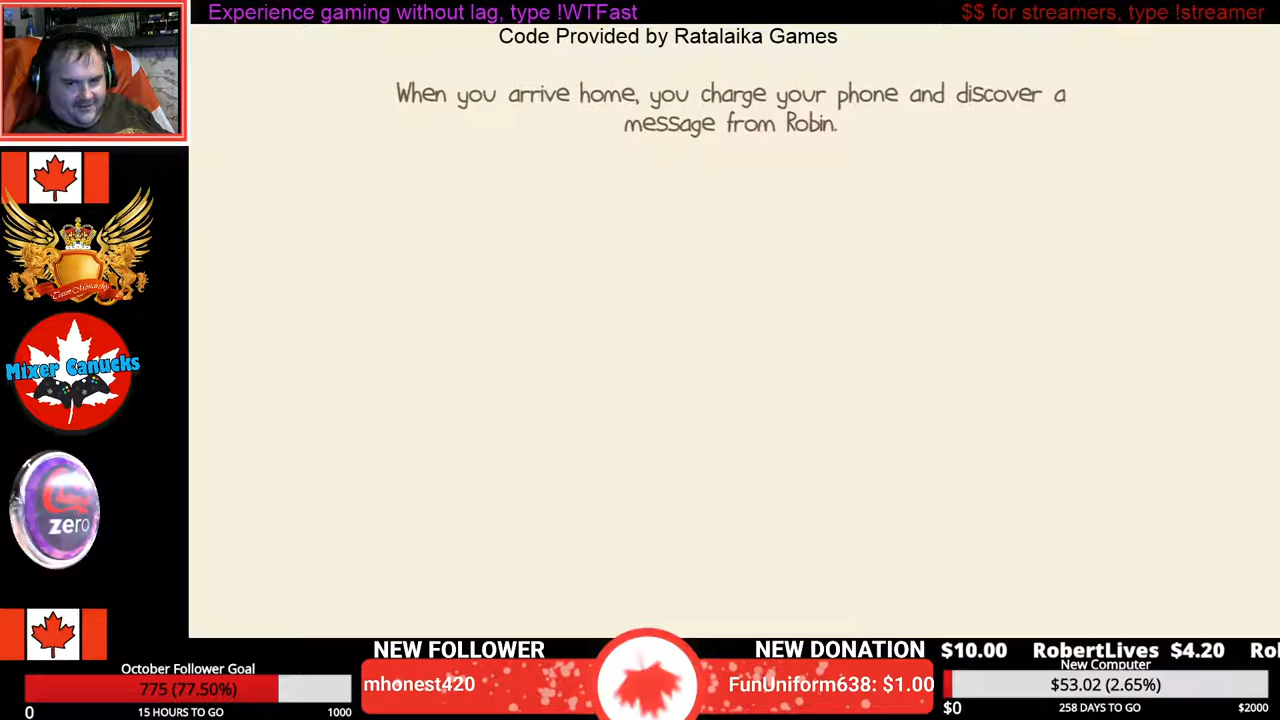 Experience gaming without lag, type !WTFast
$$ for streamers, type !streamer
Code Provided by Ratalaika Games
When you arrive home, you charge your phone and discover a
message from Robin.
Team Monarchy
Mixer Canucks
zero
October Follower Goal
775 (77.50%)
0
15 HOURS TO GO
1000
NEW FOLLOWER
mhonest420
NEW DONATION
FunUniform638: $1.00
$10.00 RobertLives $4.20 Rob
New Computer
$53.02 (2.65%)
$0
258 DAYS TO GO
$2000